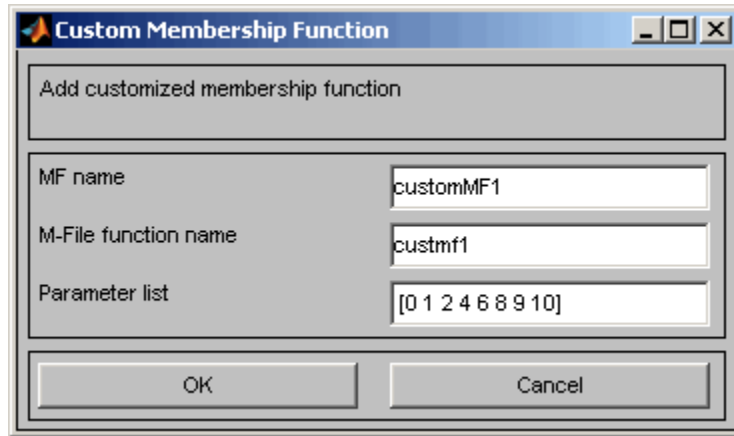 Custom Membership Function
Add customized membership function
MF name
customMF1
M-File function name
custmf1
Parameter list
[0 1 2 4 6 8 9 10]
OK
Cancel